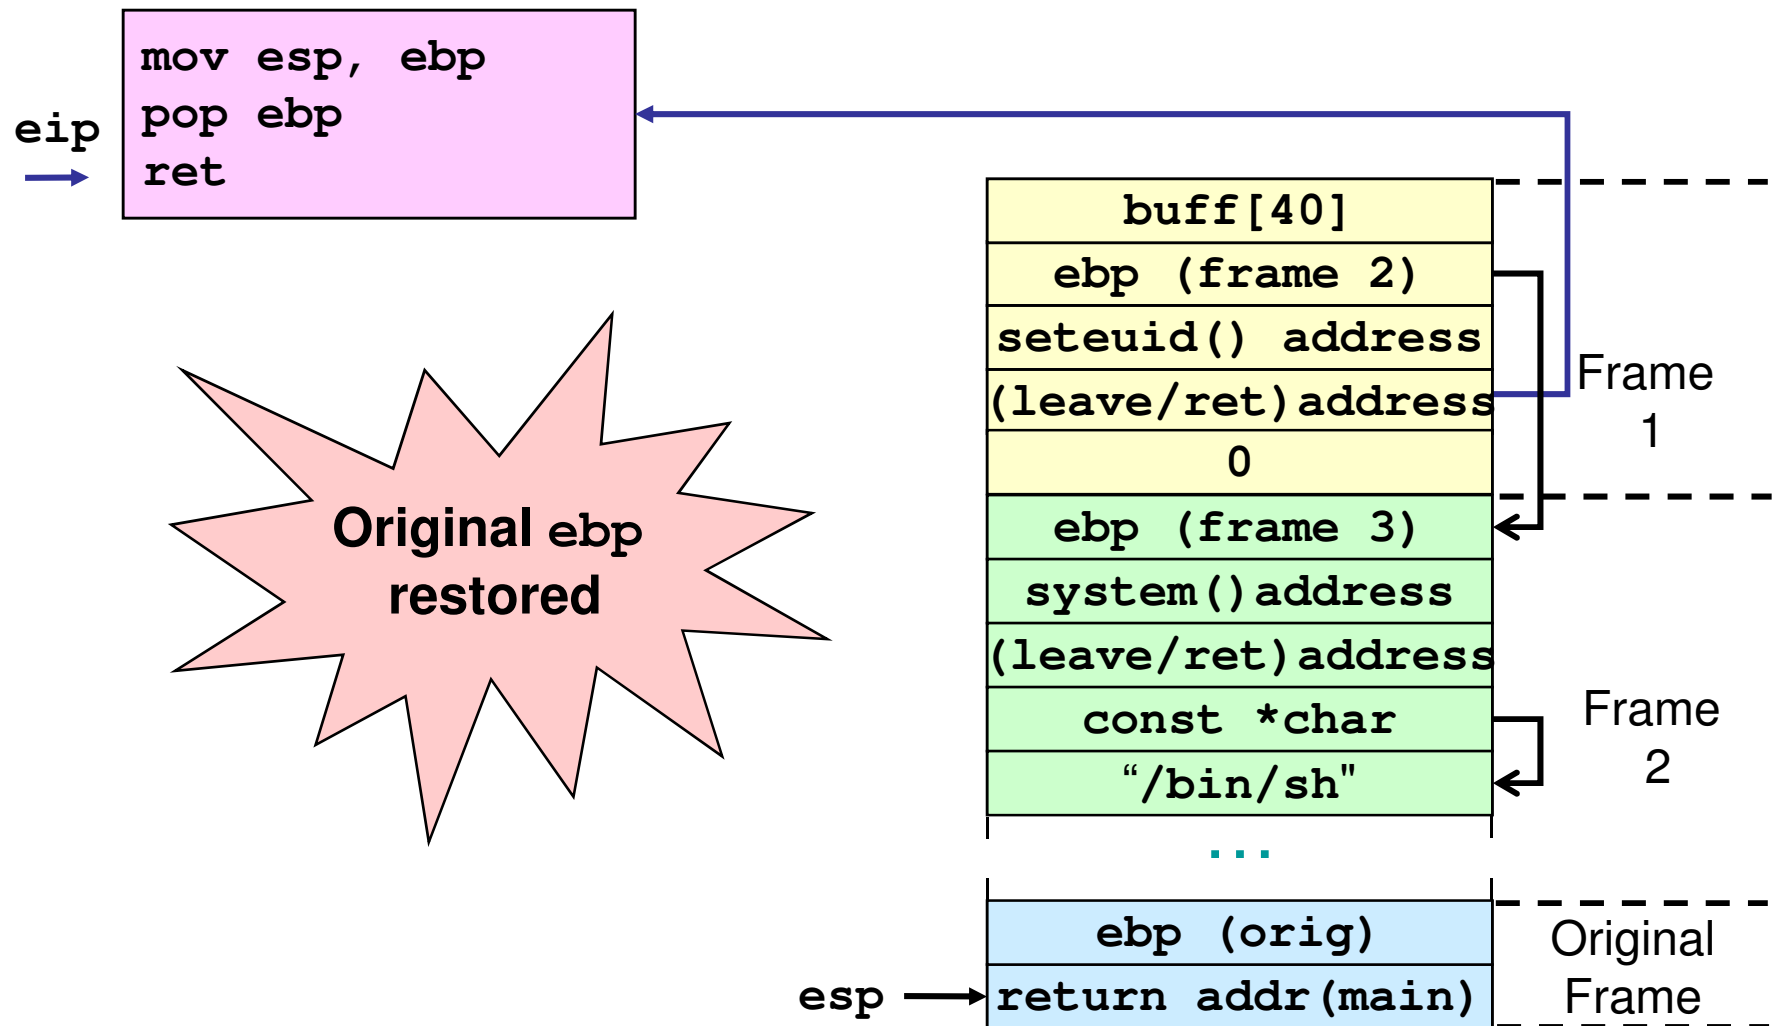 mov esp, ebp
pop ebp
ret
eip
buff[40]
ebp (frame 2)
seteuid() address
(leave/ret)address
0
Frame
1
ebp (frame 3)
system()address
(leave/ret)address
const *char
“/bin/sh"
Frame
2
Original ebp
restored
...
ebp (orig)
return addr(main)
Original
Frame
esp